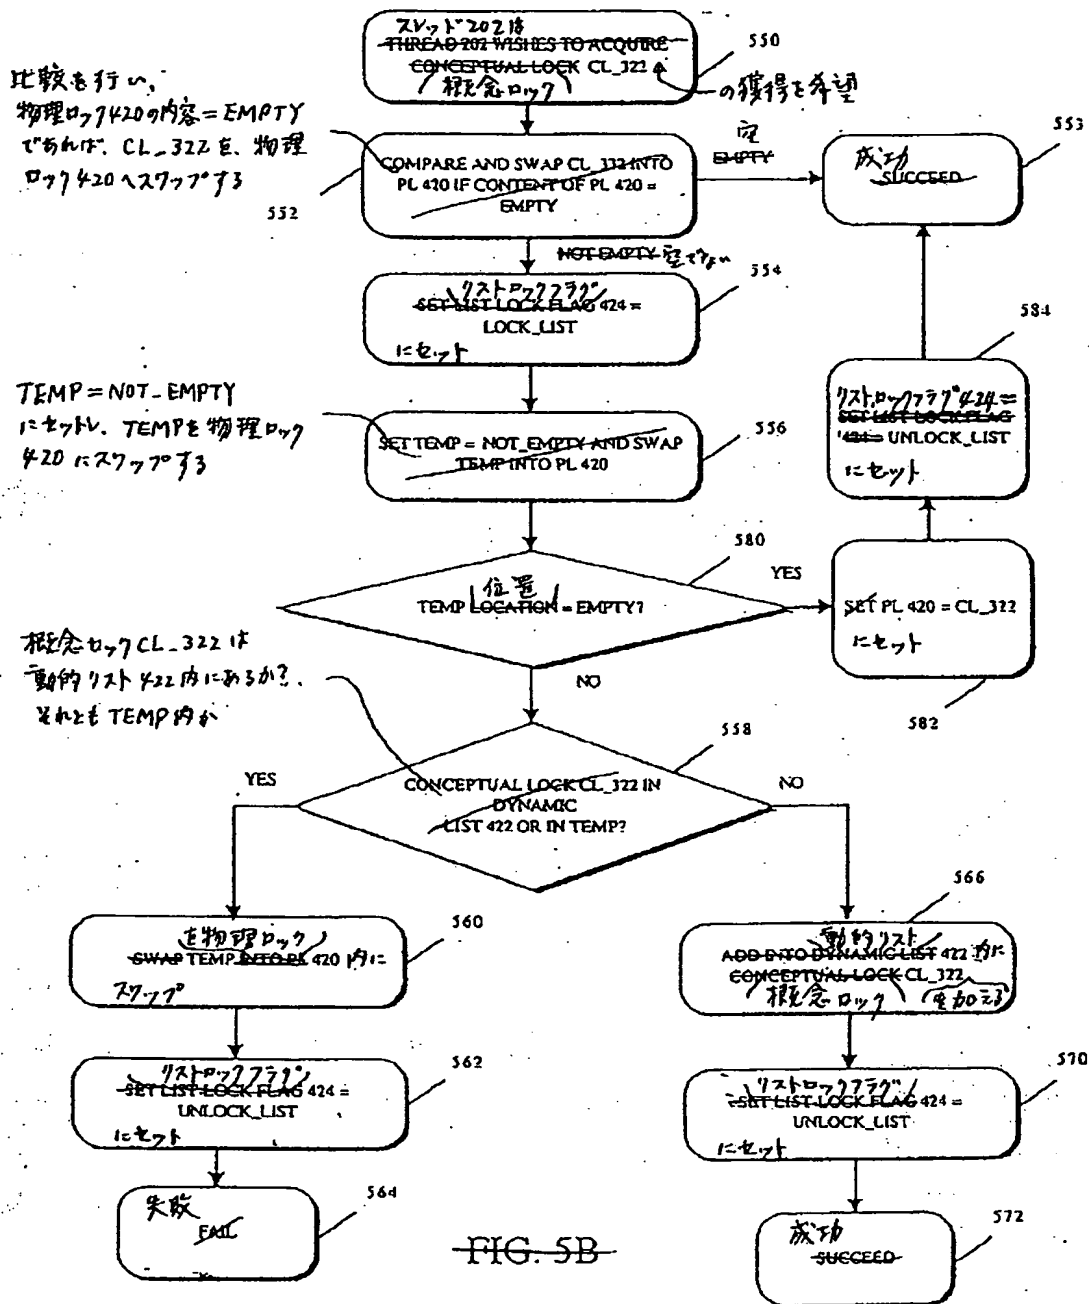 スレッド202は
THREAD 202 WISHES TO ACQUIRE
CONCEPTUAL LOCK CL_322
概念ロック
の獲得を希望
550
比較を行い、
物理ロック420の内容=EMPTY
であれば、CL_322を、物理
ロック420へスワップする
COMPARE AND SWAP CL_322 INTO
PL 420 IF CONTENT OF PL 420 =
EMPTY
552
空
EMPTY
成功
SUCCEED
553
NOT EMPTY 空でない
リストロックフラグ
SET LIST LOCK FLAG 424 =
LOCK_LIST
にセット
554
TEMP=NOT_EMPTY
にセットし、TEMPを物理ロック
420にスワップする
SET TEMP = NOT_EMPTY AND SWAP
TEMP INTO PL 420
556
リストロックフラグ424=
SET LIST LOCK FLAG
424 = UNLOCK_LIST
にセット
584
位置
TEMP LOCATION = EMPTY?
580
YES
NO
SET PL 420 = CL_322
にセット
582
概念ロックCL_322は
動的リスト422内にあるか?、
それともTEMP内か
CONCEPTUAL LOCK CL_322 IN
DYNAMIC
LIST 422 OR IN TEMP?
558
YES
NO
を物理ロック
SWAP TEMP INTO PL 420 内に
スワップ
560
動的リスト
ADD INTO DYNAMIC LIST 422 内に
CONCEPTUAL LOCK CL_322
概念ロック を加える
566
リストロックフラグ
SET LIST LOCK FLAG 424 =
UNLOCK_LIST
にセット
562
リストロックフラグ
SET LIST LOCK FLAG 424 =
UNLOCK_LIST
にセット
570
失敗
FAIL
564
成功
SUCCEED
572
FIG. 5B